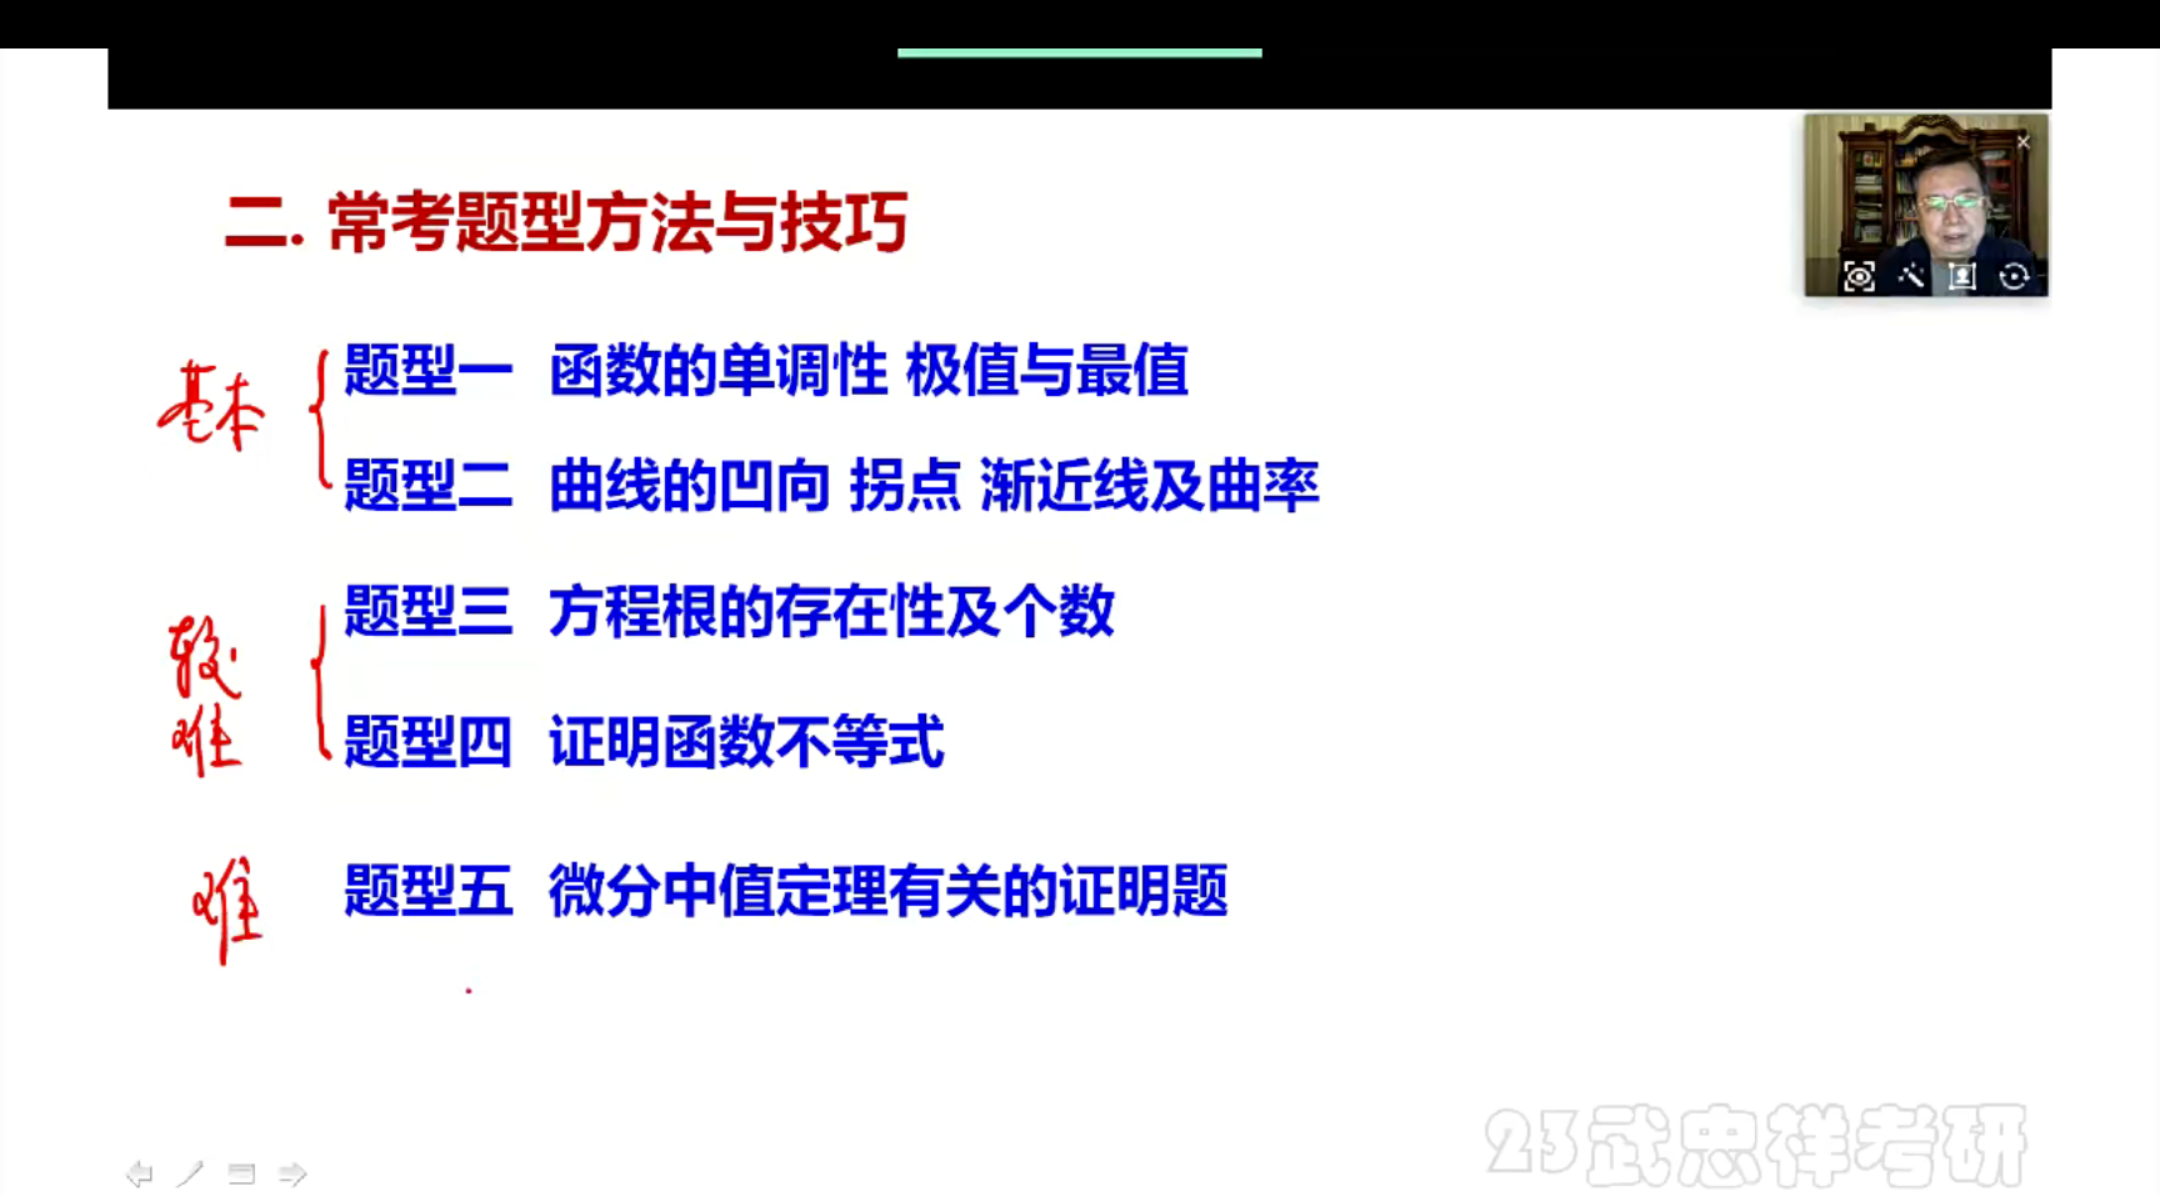 二. 常考题型方法与技巧
基本
题型一 函数的单调性 极值与最值
题型二 曲线的凹向 拐点 渐近线及曲率
较难
题型三 方程根的存在性及个数
题型四 证明函数不等式
难 题型五 微分中值定理有关的证明题
23武忠祥考研